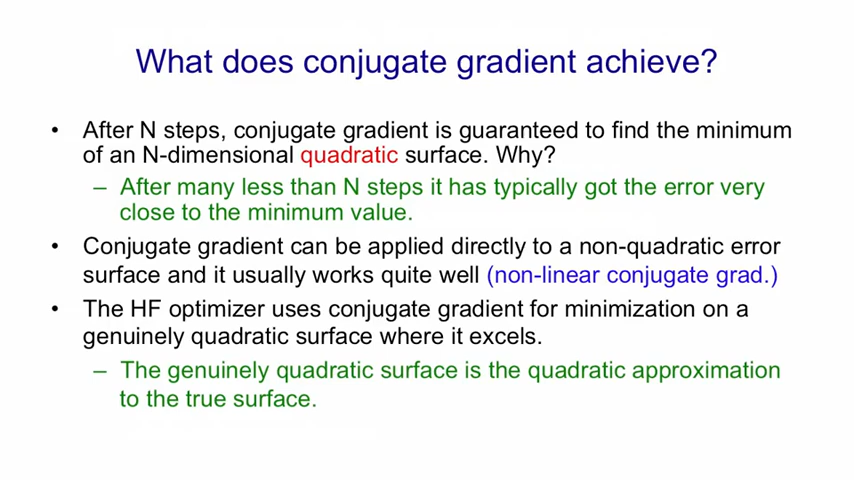 What does conjugate gradient achieve?
• After N steps, conjugate gradient is guaranteed to find the minimum
of an N-dimensional quadratic surface. Why?
– After many less than N steps it has typically got the error very
close to the minimum value.
• Conjugate gradient can be applied directly to a non-quadratic error
surface and it usually works quite well (non-linear conjugate grad.)
• The HF optimizer uses conjugate gradient for minimization on a
genuinely quadratic surface where it excels.
– The genuinely quadratic surface is the quadratic approximation
to the true surface.